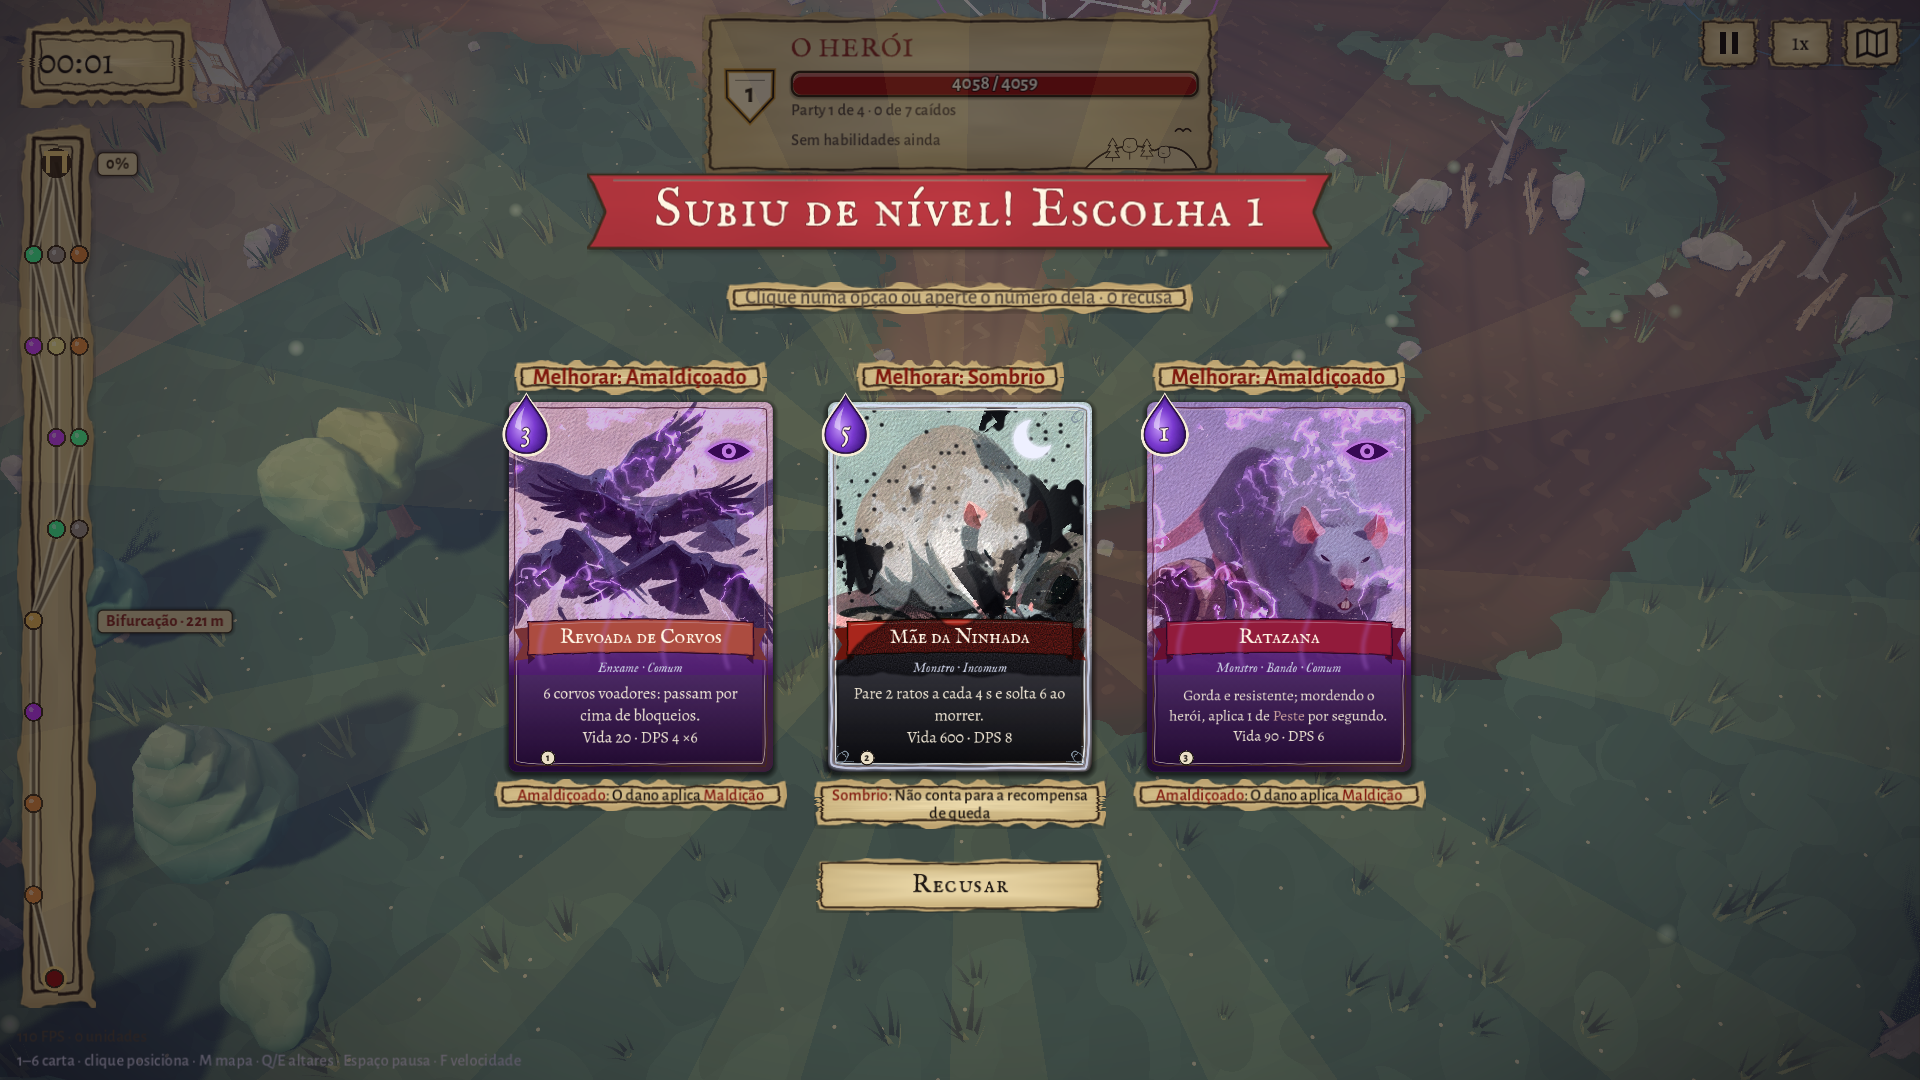 00:01
O HERÓI
1
4058 / 4059
Party 1 de 4 · 0 de 7 caídos
Sem habilidades ainda
1x
0%
Subiu de nível! Escolha 1
Clique numa opção ou aperte o número dela · 0 recusa
Melhorar: Amaldiçoado
Melhorar: Sombrio
Melhorar: Amaldiçoado
3
Revoada de Corvos
Enxame · Comum
6 corvos voadores: passam por
cima de bloqueios.
Vida 20 · DPS 4 ×6
1
Amaldiçoado: O dano aplica Maldição
5
Mãe da Ninhada
Monstro · Incomum
Pare 2 ratos a cada 4 s e solta 6 ao
morrer.
Vida 600 · DPS 8
2
Sombrio: Não conta para a recompensa
de queda
1
Ratazana
Monstro · Bando · Comum
Gorda e resistente; mordendo o
herói, aplica 1 de Peste por segundo.
Vida 90 · DPS 6
3
Amaldiçoado: O dano aplica Maldição
Bifurcação · 221 m
Recusar
110 FPS · 0 unidades
1–6 carta · clique posiciona · M mapa · Q/E altares · Espaço pausa · F velocidade